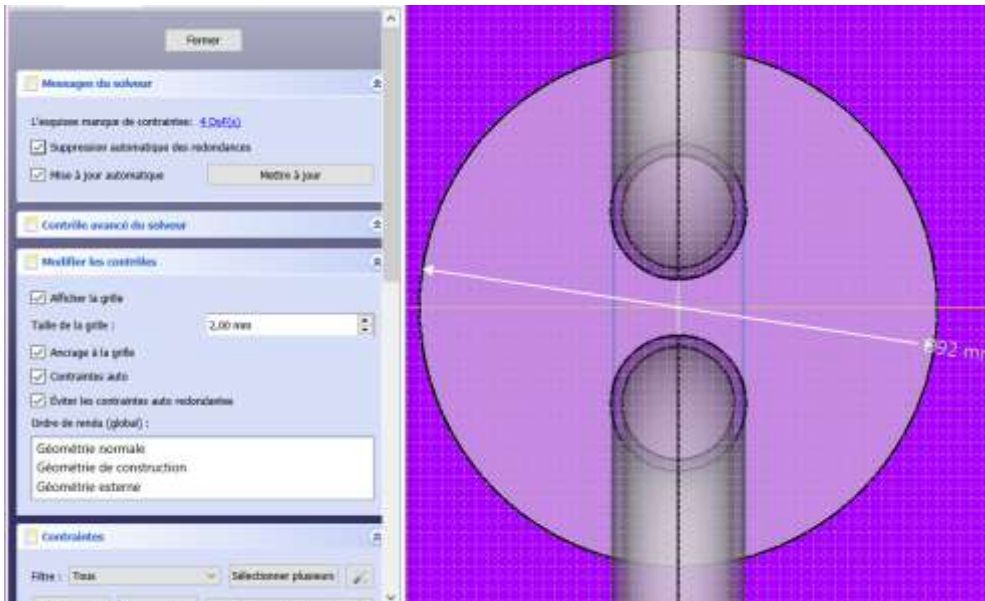 Fermer
Messages du solveur
L'esquisse manque de contraintes: 4 DoF(s)
Suppression automatique des redondances
Mise à jour automatique Mettre à jour
Contrôle avancé du solveur
Modifier les contrôles
Afficher la grille
Taille de la grille : 2,00 mm
Ancrage à la grille
Contraintes auto
Éviter les contraintes auto redondantes
Ordre de rendu (global) :
Géométrie normale
Géométrie de construction
Géométrie externe
Contraintes
Filtre : Tous Sélectionner plusieurs
92 mm